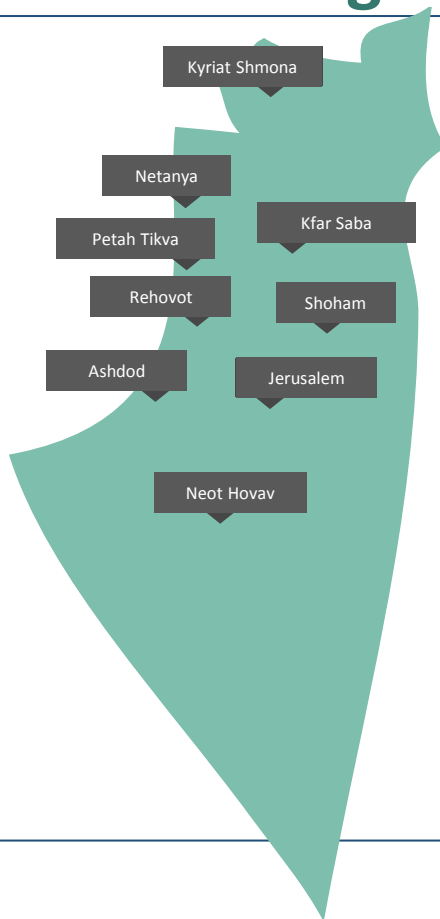 g
Kyriat Shmona
Netanya
Kfar Saba
Petah Tikva
Rehovot
Shoham
Ashdod
Jerusalem
Neot Hovav